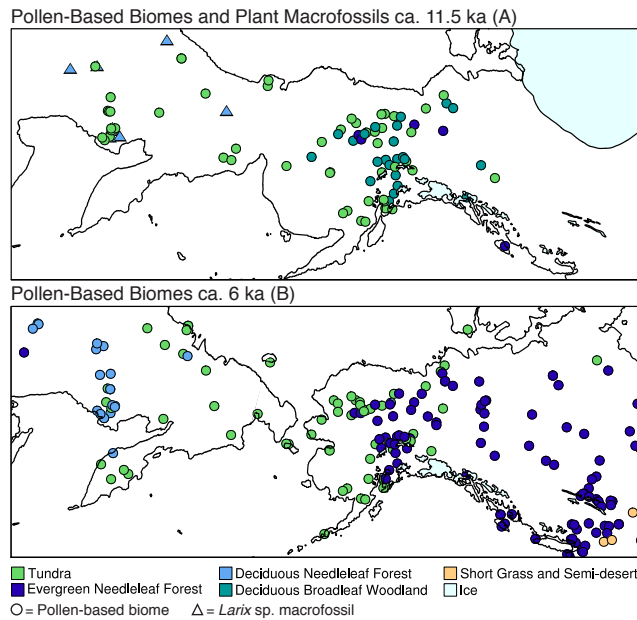 Pollen-Based Biomes and Plant Macrofossils ca. 11.5 ka (A)
Pollen-Based Biomes ca. 6 ka (B)
Tundra Deciduous Needleleaf Forest Short Grass and Semi-desert
Evergreen Needleleaf Forest Deciduous Broadleaf Woodland Ice
= Pollen-based biome = Larix sp. macrofossil